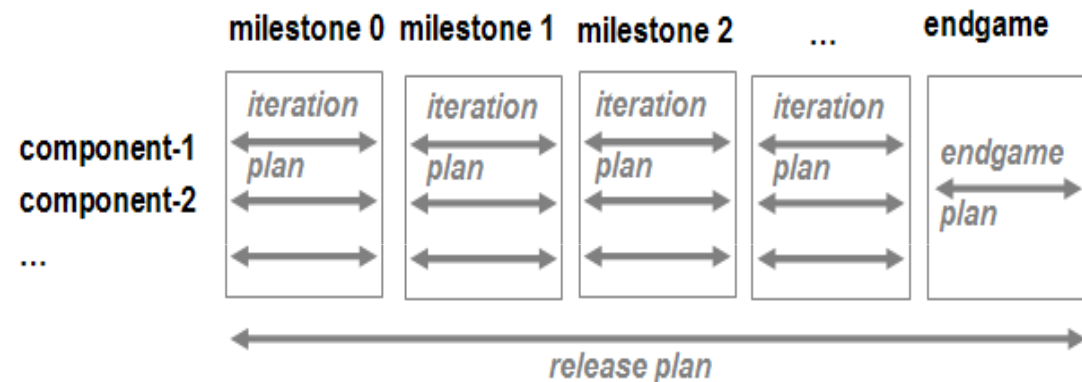 milestone 0 milestone 1 milestone 2 ... endgame
iteration iteration iteration iteration
component-1
plan plan plan plan endgame
component-2
plan
...
release plan